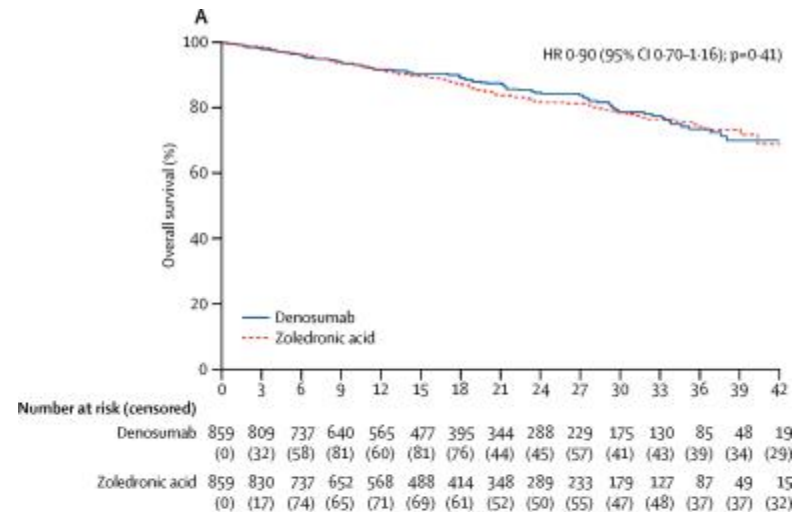 A
100
HR 0·90 (95% CI 0·70–1·16); p=0·41)
80
60
Overall survival (%)
40
20
Denosumab
Zoledronic acid
0
0 3 6 9 12 15 18 21 24 27 30 33 36 39 42
Number at risk (censored)
Denosumab 859 809 737 640 565 477 395 344 288 229 175 130 85 48 19
(0) (32) (58) (81) (60) (81) (76) (44) (45) (57) (41) (43) (39) (34) (29)
Zoledronic acid 859 830 737 652 568 488 414 348 289 233 179 127 87 49 15
(0) (17) (74) (65) (71) (69) (61) (52) (50) (55) (47) (48) (37) (37) (32)